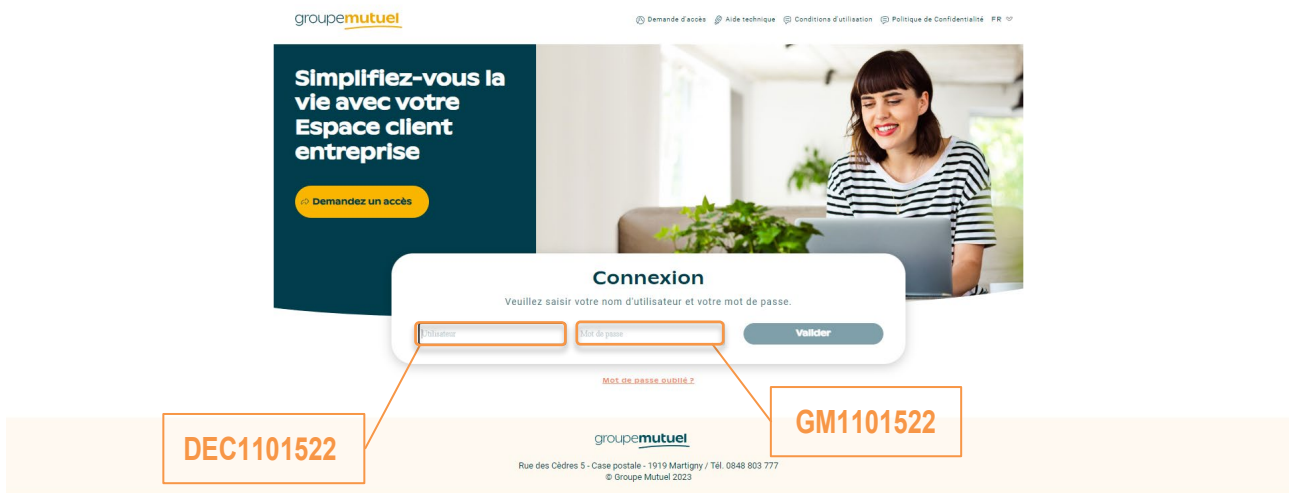 groupemutuel
Demande d'accès Aide technique Conditions d'utilisation Politique de Confidentialité FR
Simplifiez-vous la
vie avec votre
Espace client
entreprise
Demandez un accès
Connexion
Veuillez saisir votre nom d'utilisateur et votre mot de passe.
Utilisateur Mot de passe Valider
Mot de passe oublié ?
DEC1101522
GM1101522
groupemutuel
Rue des Cèdres 5 - Case postale - 1919 Martigny / Tél. 0848 803 777
© Groupe Mutuel 2023